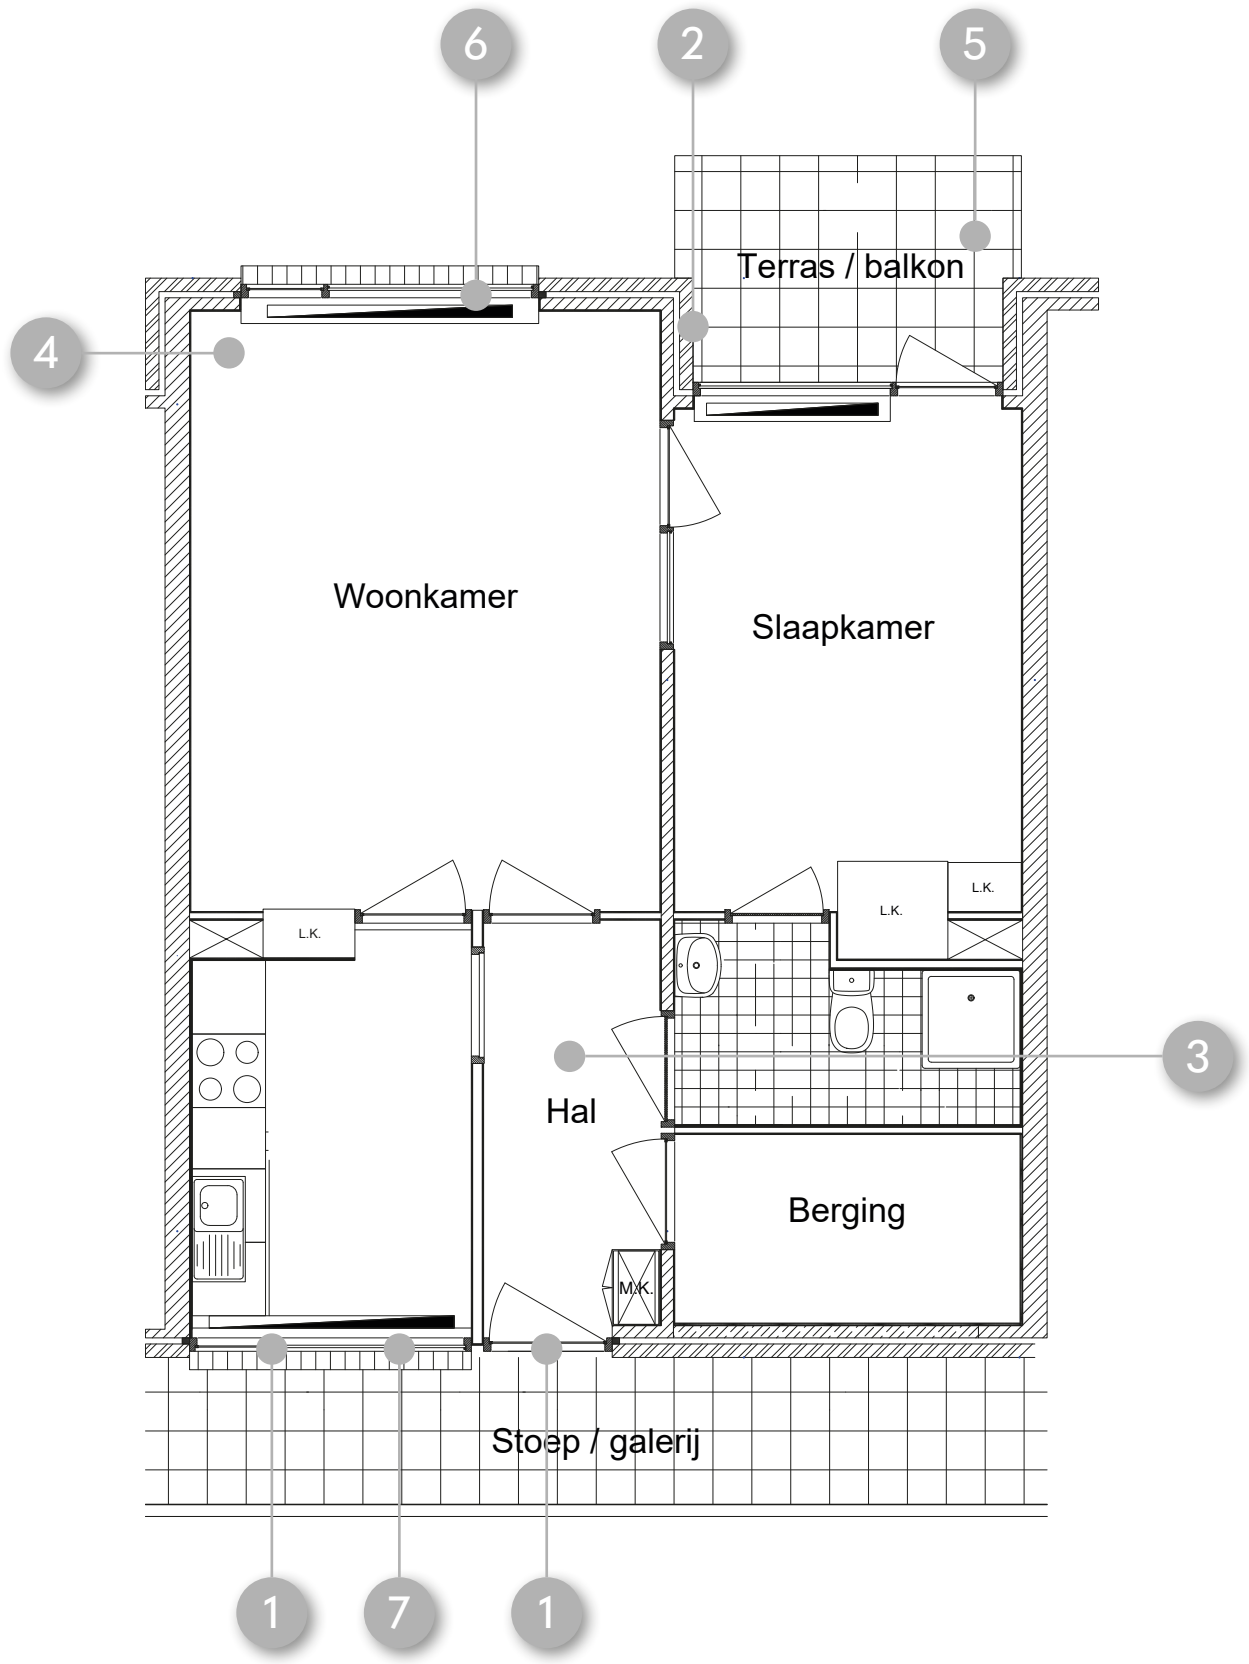 6
2
5
Terras / balkon
4
Woonkamer
Slaapkamer
L.K.
L.K.
L.K.
3
Hal
Berging
M.K.
Stoep / galerij
1
7
1